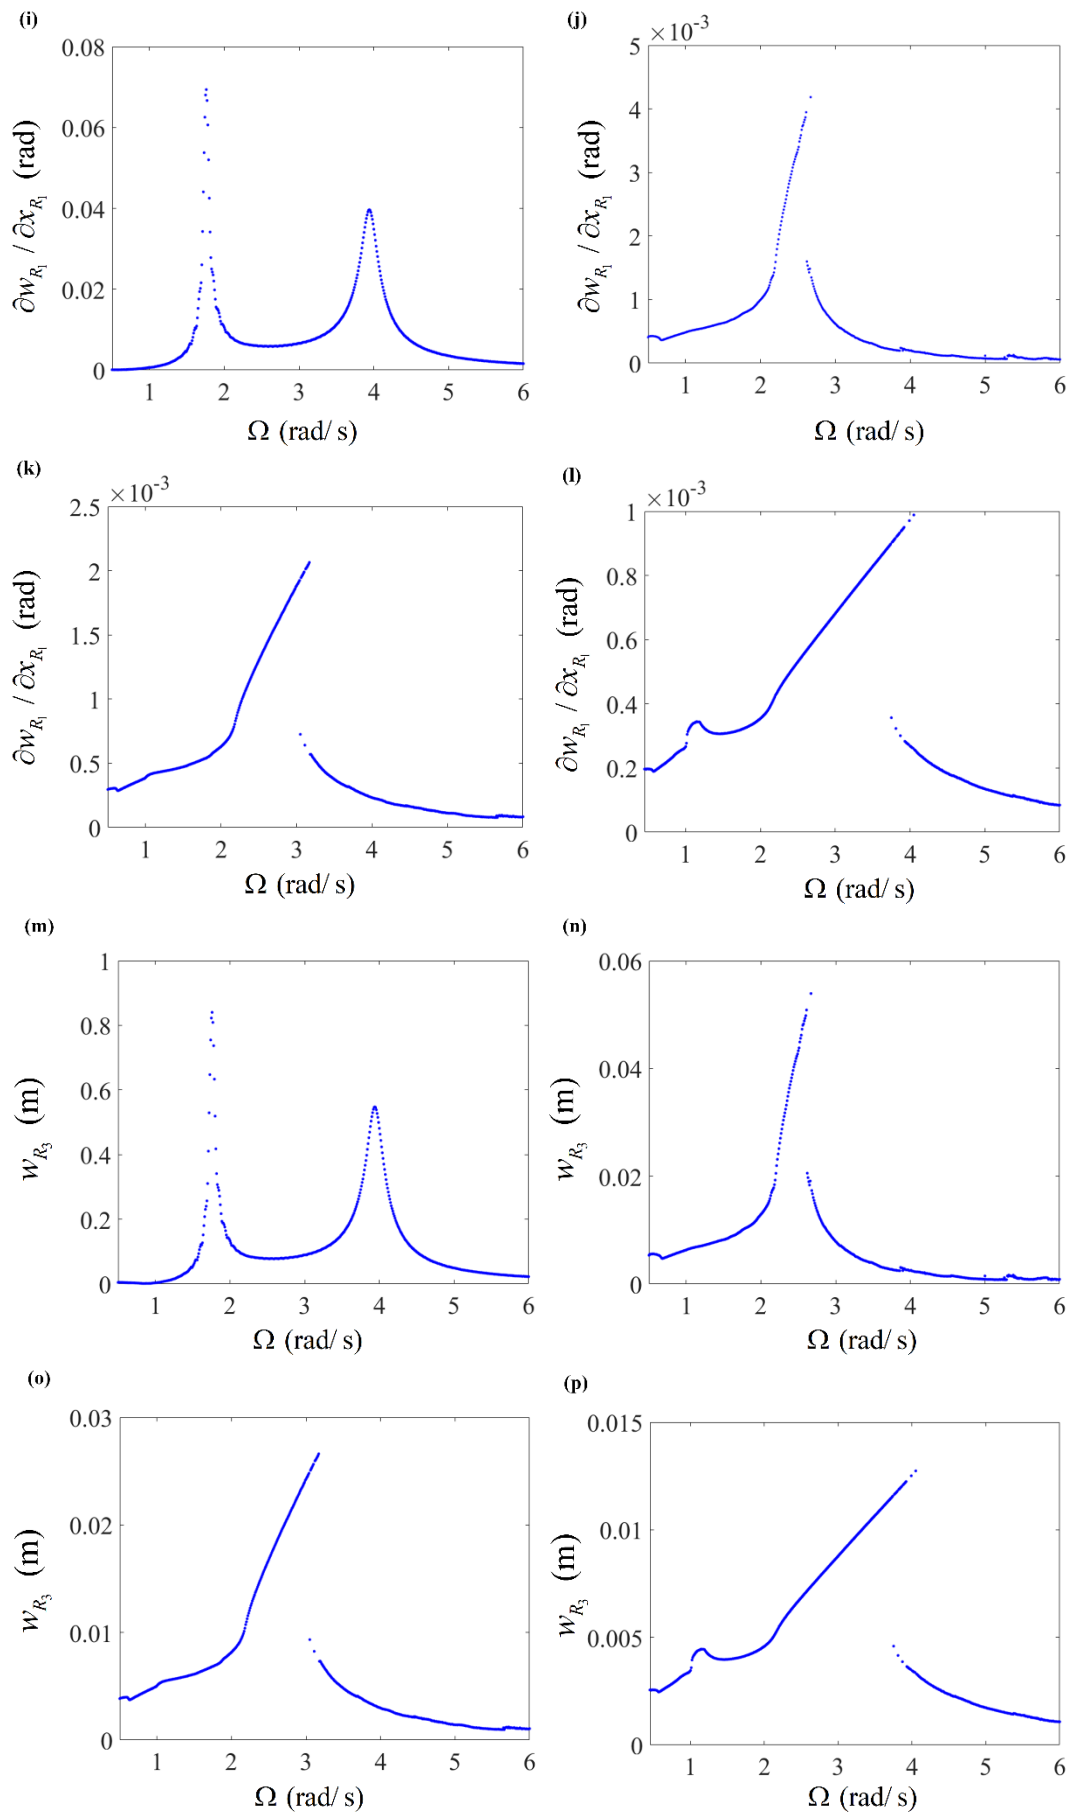 (i)
0.08
0.06
0.04
0.02
0
∂w_{R_1} / ∂x_{R_1} (rad)
1 2 3 4 5 6
Ω (rad/ s)
(j)
×10^{-3}
5
4
3
2
1
0
∂w_{R_1} / ∂x_{R_1} (rad)
1 2 3 4 5 6
Ω (rad/ s)
(k)
×10^{-3}
2.5
2
1.5
1
0.5
0
∂w_{R_1} / ∂x_{R_1} (rad)
1 2 3 4 5 6
Ω (rad/ s)
(l)
×10^{-3}
1
0.8
0.6
0.4
0.2
0
∂w_{R_1} / ∂x_{R_1} (rad)
1 2 3 4 5 6
Ω (rad/ s)
(m)
1
0.8
0.6
0.4
0.2
0
w_{R_3} (m)
1 2 3 4 5 6
Ω (rad/ s)
(n)
0.06
0.04
0.02
0
w_{R_3} (m)
1 2 3 4 5 6
Ω (rad/ s)
(o)
0.03
0.02
0.01
0
w_{R_3} (m)
1 2 3 4 5 6
Ω (rad/ s)
(p)
0.015
0.01
0.005
0
w_{R_3} (m)
1 2 3 4 5 6
Ω (rad/ s)